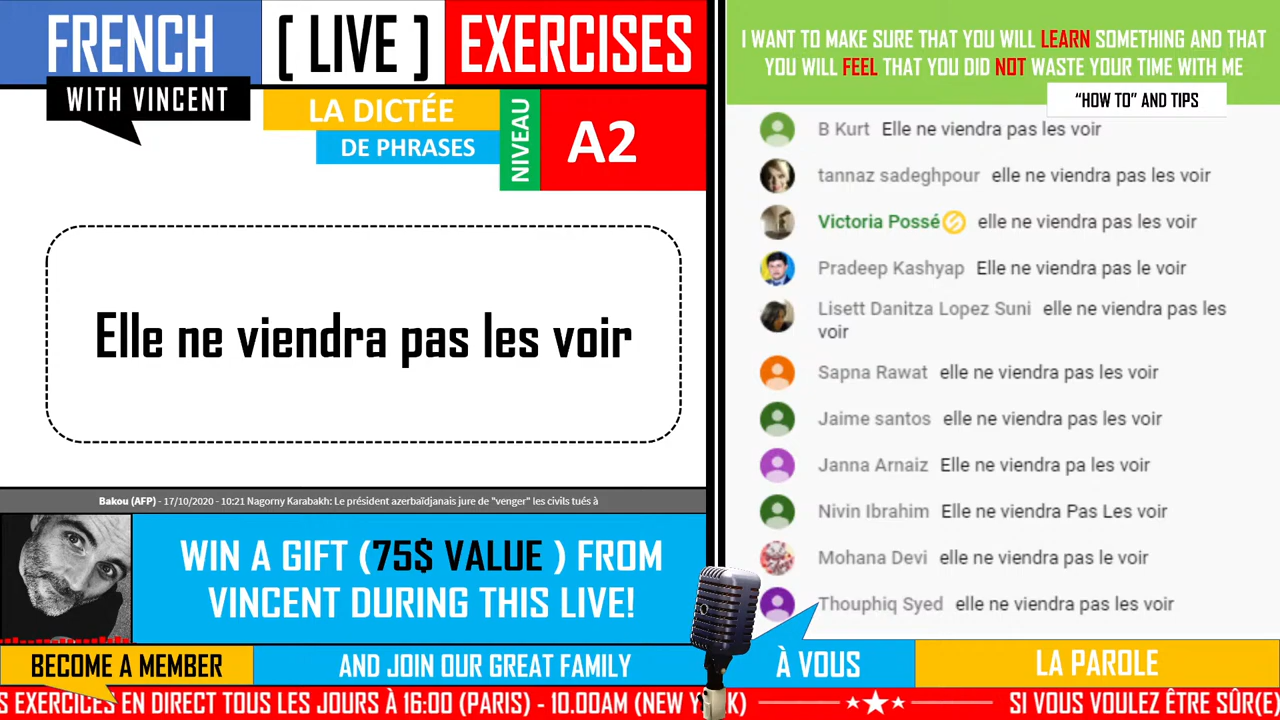 FRENCH
WITH VINCENT
[ LIVE ]
EXERCISES
LA DICTÉE
DE PHRASES
NIVEAU
A2
Elle ne viendra pas les voir
Bakou (AFP) - 17/10/2020 - 10:21 Nagorny Karabakh: Le président azerbaïdjanais jure de "venger" les civils tués à
WIN A GIFT (75$ VALUE ) FROM
VINCENT DURING THIS LIVE!
BECOME A MEMBER
AND JOIN OUR GREAT FAMILY
I WANT TO MAKE SURE THAT YOU WILL LEARN SOMETHING AND THAT
YOU WILL FEEL THAT YOU DID NOT WASTE YOUR TIME WITH ME
“HOW TO” AND TIPS
B Kurt Elle ne viendra pas les voir
tannaz sadeghpour elle ne viendra pas les voir
Victoria Possé elle ne viendra pas les voir
Pradeep Kashyap Elle ne viendra pas le voir
Lisett Danitza Lopez Suni elle ne viendra pas les
voir
Sapna Rawat elle ne viendra pas les voir
Jaime santos elle ne viendra pas les voir
Janna Arnaiz Elle ne viendra pa les voir
Nivin Ibrahim Elle ne viendra Pas Les voir
Mohana Devi elle ne viendra pas le voir
Thouphiq Syed elle ne viendra pas les voir
À VOUS
LA PAROLE
S EXERCICES EN DIRECT TOUS LES JOURS À 16:00 (PARIS) - 10.00AM (NEW Y K) SI VOUS VOULEZ ÊTRE SÛR(E)